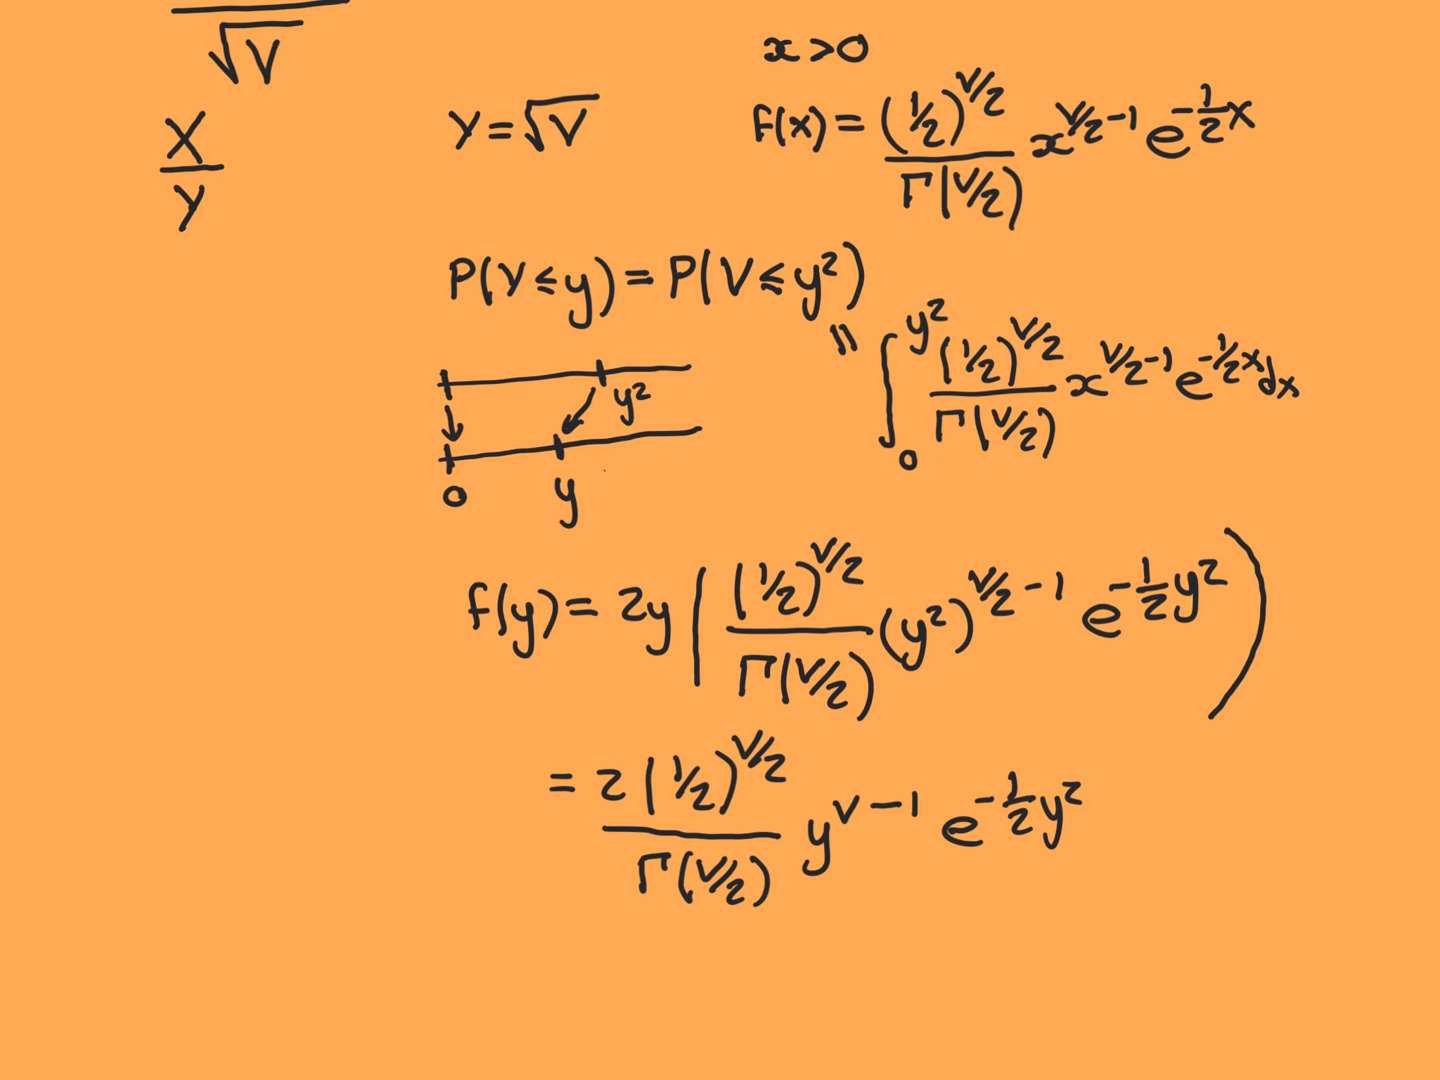 √V
x>0
X/Y
Y=√V
f(x) = (1/2)^(v/2) / Γ(v/2) x^(v/2-1) e^(-1/2 x)
P(Y≤y) = P(V≤y²)
= ∫₀^(y²) (1/2)^(v/2) / Γ(v/2) x^(v/2-1) e^(-1/2 x) dx
y²
0 y
f(y) = 2y ( (1/2)^(v/2) / Γ(v/2) (y²)^(v/2-1) e^(-1/2 y²) )
= 2(1/2)^(v/2) / Γ(v/2) y^(v-1) e^(-1/2 y²)